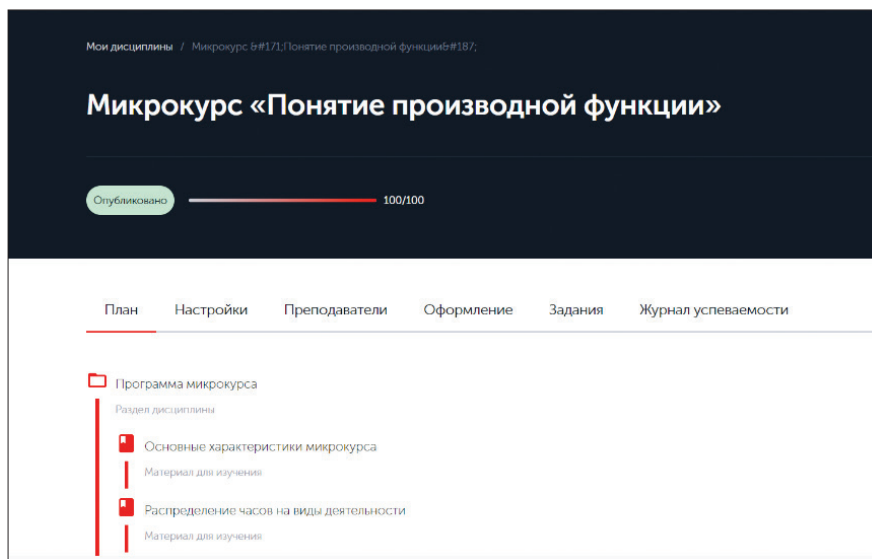 Мои дисциплины / Микрокурс &#171;Понятие производной функции&#187;
Микрокурс «Понятие производной функции»
Опубликовано 100/100
План Настройки Преподаватели Оформление Задания Журнал успеваемости
Программа микрокурса
Раздел дисциплины
Основные характеристики микрокурса
Материал для изучения
Распределение часов на виды деятельности
Материал для изучения